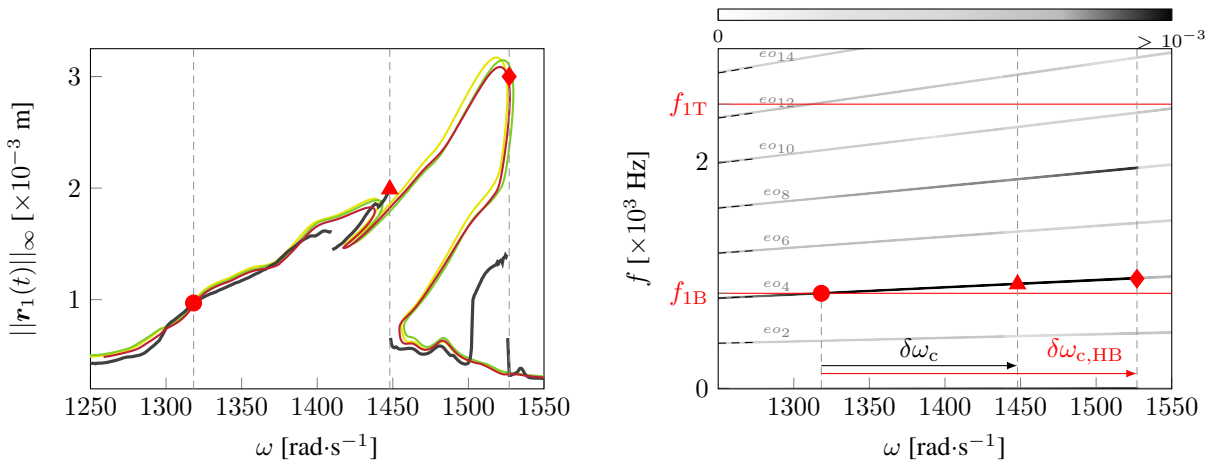 ||r₁(t)||∞ [×10⁻³ m]
3
2
1
1250 1300 1350 1400 1450 1500 1550
ω [rad·s⁻¹]
0 > 10⁻³
f [×10³ Hz]
2
0
f₁T
f₁B
eo₁₄
eo₁₂
eo₁₀
eo₈
eo₆
eo₄
eo₂
δωc
δωc,HB
1300 1350 1400 1450 1500 1550
ω [rad·s⁻¹]